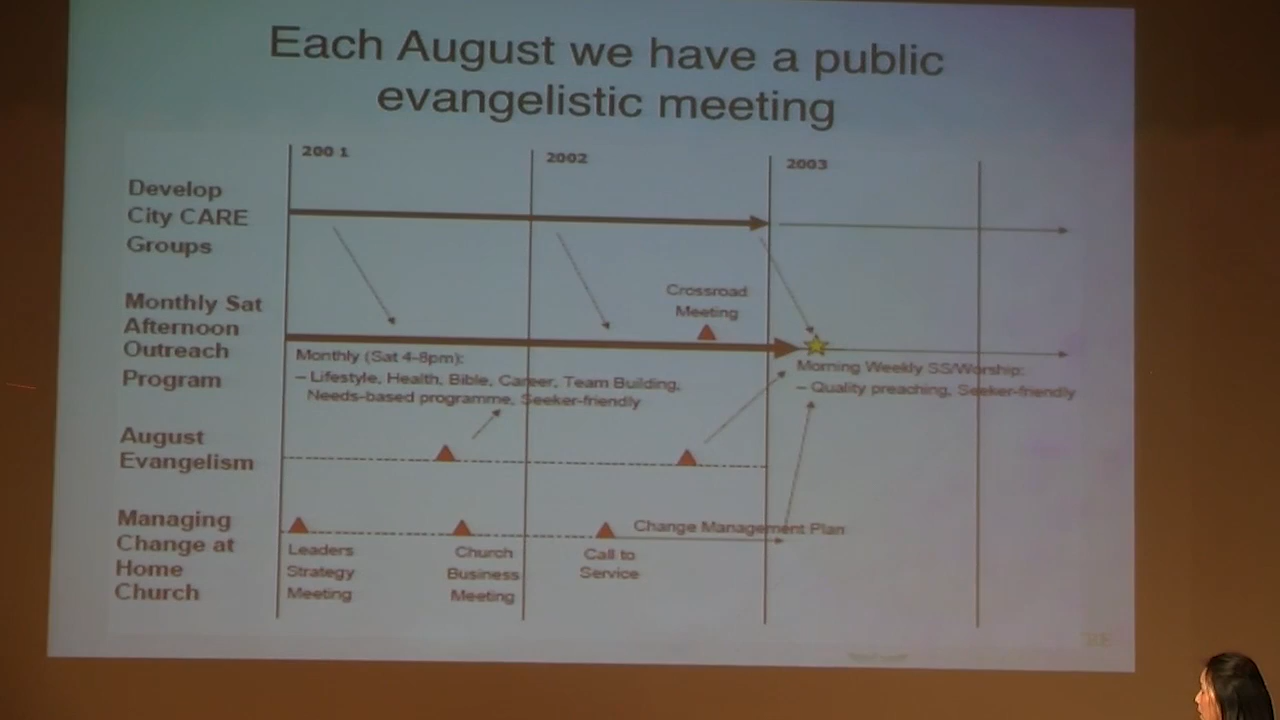 Each August we have a public
evangelistic meeting
200 1
2002
2003
Develop
City CARE
Groups
Monthly Sat
Afternoon
Outreach
Program
Crossroad
Meeting
Monthly (Sat 4-8pm):
– Lifestyle, Health, Bible, Career, Team Building,
Needs-based programme, Seeker-friendly
Morning Weekly SS/Worship:
– Quality preaching, Seeker-friendly
August
Evangelism
Managing
Change at
Home
Church
Leaders
Strategy
Meeting
Church
Business
Meeting
Call to
Service
Change Management Plan